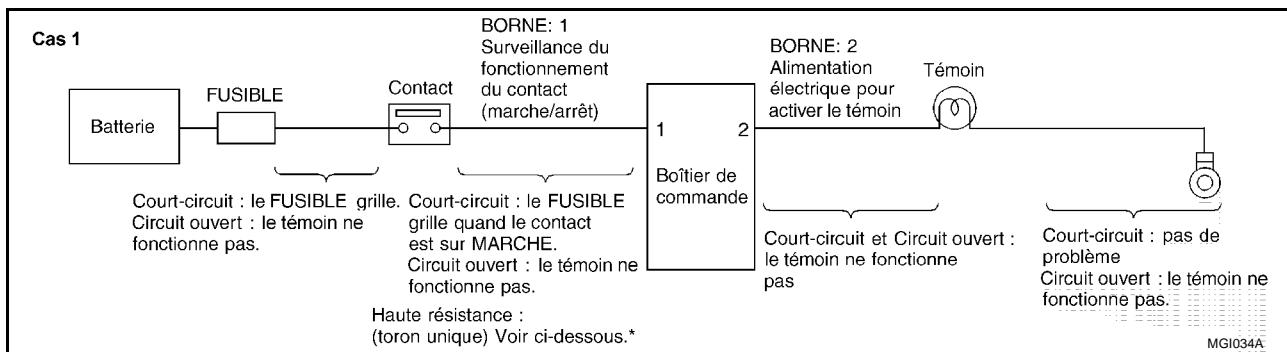 Cas 1
BORNE: 1
Surveillance du
fonctionnement
du contact
(marche/arrêt)
BORNE: 2
Alimentation
électrique pour
activer le témoin
Témoin
FUSIBLE
Contact
Batterie
1
2
Boîtier de
commande
Court-circuit : le FUSIBLE grille.
Circuit ouvert : le témoin ne
fonctionne pas.
Court-circuit : le FUSIBLE
grille quand le contact
est sur MARCHE.
Circuit ouvert : le témoin ne
fonctionne pas.
Haute résistance :
(toron unique) Voir ci-dessous.*
Court-circuit et Circuit ouvert :
le témoin ne fonctionne
pas
Court-circuit : pas de
problème
Circuit ouvert : le témoin ne
fonctionne pas.
MGI034A